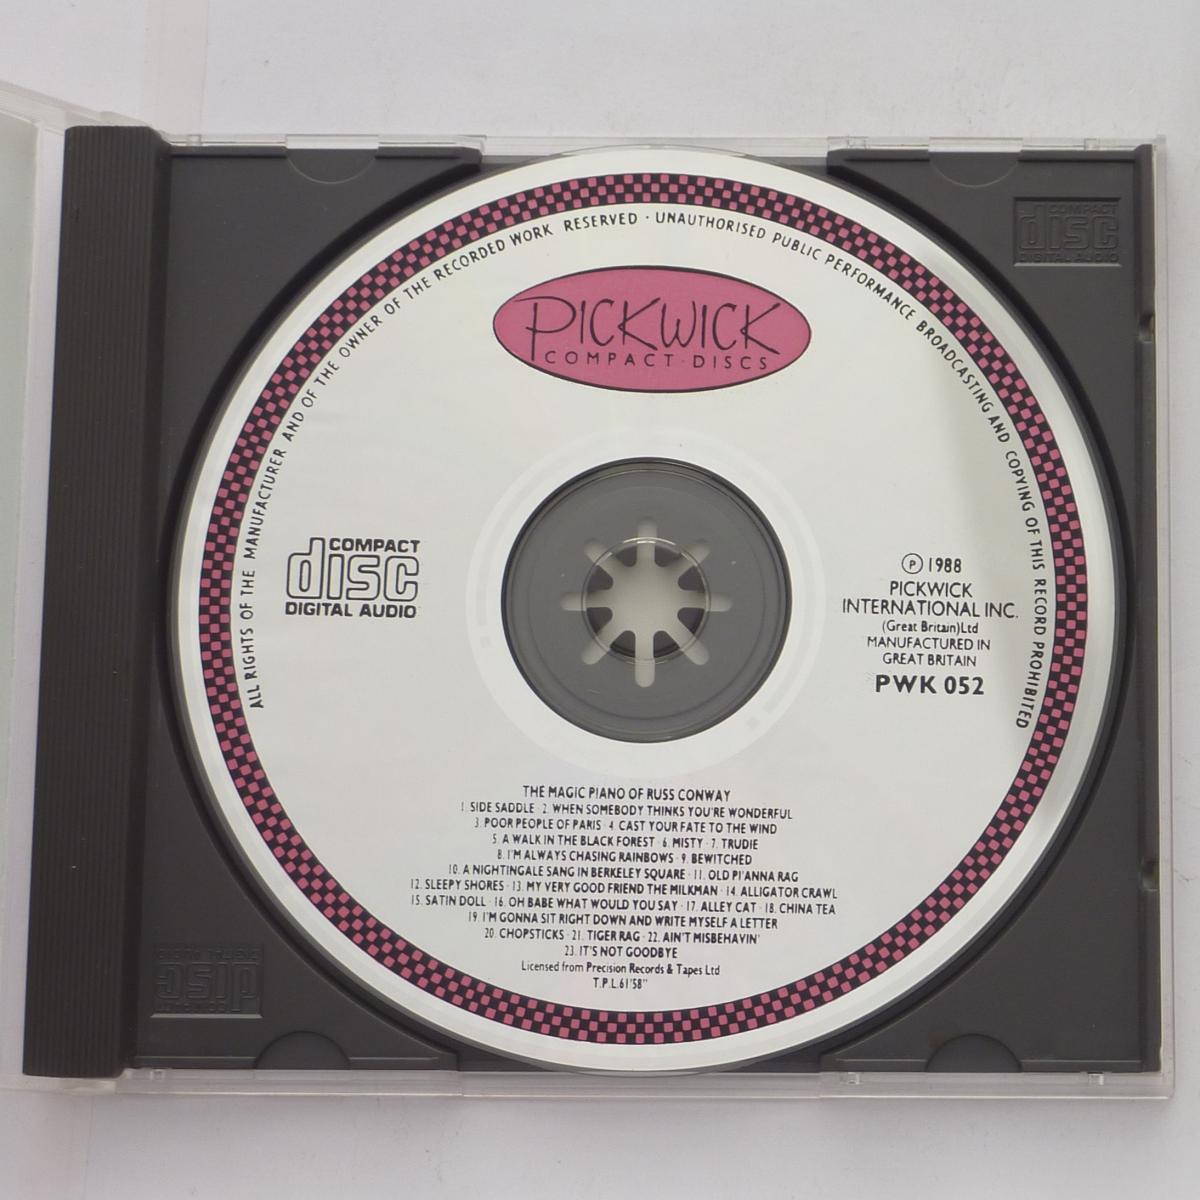 ALL RIGHTS OF THE MANUFACTURER AND OF THE OWNER OF THE RECORDED WORK RESERVED · UNAUTHORISED PUBLIC PERFORMANCE BROADCASTING AND COPYING OF THIS RECORD PROHIBITED
PICKWICK
COMPACT·DISCS
COMPACT
disc
DIGITAL AUDIO
COMPACT
disc
DIGITAL AUDIO
℗ 1988
PICKWICK
INTERNATIONAL INC.
(Great Britain)Ltd
MANUFACTURED IN
GREAT BRITAIN
PWK 052
THE MAGIC PIANO OF RUSS CONWAY
1. SIDE SADDLE · 2. WHEN SOMEBODY THINKS YOU'RE WONDERFUL
3. POOR PEOPLE OF PARIS · 4. CAST YOUR FATE TO THE WIND
5. A WALK IN THE BLACK FOREST · 6. MISTY · 7. TRUDIE
8. I'M ALWAYS CHASING RAINBOWS · 9. BEWITCHED
10. A NIGHTINGALE SANG IN BERKELEY SQUARE · 11. OLD PI'ANNA RAG
12. SLEEPY SHORES · 13. MY VERY GOOD FRIEND THE MILKMAN · 14. ALLIGATOR CRAWL
15. SATIN DOLL · 16. OH BABE WHAT WOULD YOU SAY · 17. ALLEY CAT · 18. CHINA TEA
19. I'M GONNA SIT RIGHT DOWN AND WRITE MYSELF A LETTER
20. CHOPSTICKS · 21. TIGER RAG · 22. AIN'T MISBEHAVIN'
23. IT'S NOT GOODBYE
Licensed from Precision Records & Tapes Ltd
T.P.L.61'58"
COMPACT
disc
DIGITAL AUDIO